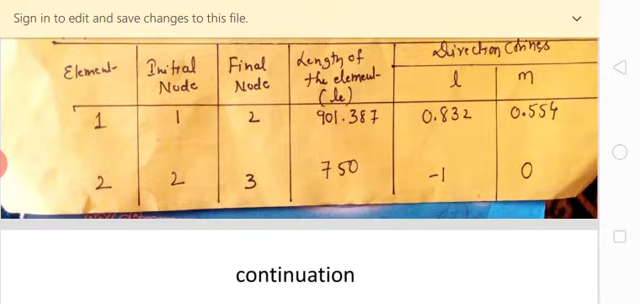 Sign in to edit and save changes to this file.
Element- Initial Node Final Node Length of the element- (le) Direction Cosines
l m
1 1 2 901.387 0.832 0.554
2 2 3 750 -1 0
continuation